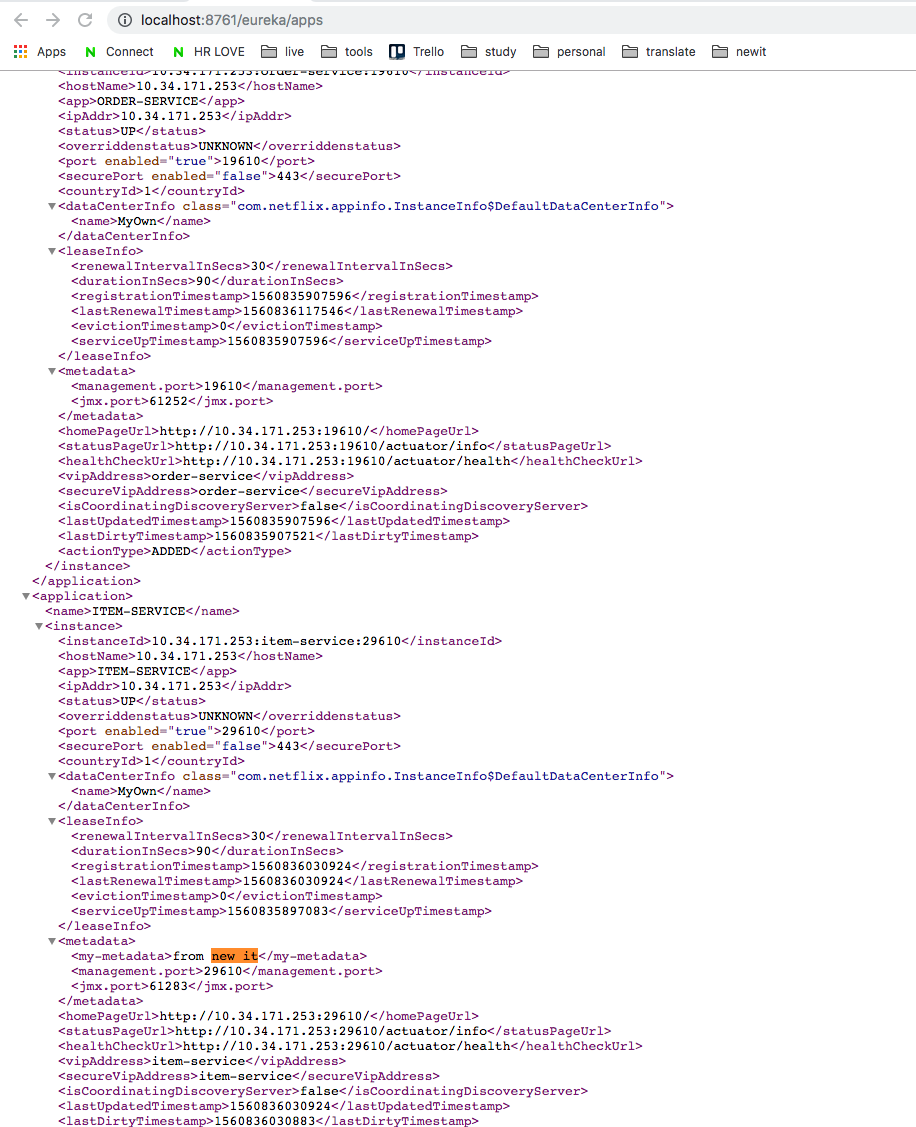 localhost:8761/eureka/apps
Apps Connect HR LOVE live tools Trello study personal translate newit
<instanceId>10.34.171.253:order-service:19610</instanceId>
<hostName>10.34.171.253</hostName>
<app>ORDER-SERVICE</app>
<ipAddr>10.34.171.253</ipAddr>
<status>UP</status>
<overriddenstatus>UNKNOWN</overriddenstatus>
<port enabled="true">19610</port>
<securePort enabled="false">443</securePort>
<countryId>1</countryId>
▼<dataCenterInfo class="com.netflix.appinfo.InstanceInfo$DefaultDataCenterInfo">
<name>MyOwn</name>
</dataCenterInfo>
▼<leaseInfo>
<renewalIntervalInSecs>30</renewalIntervalInSecs>
<durationInSecs>90</durationInSecs>
<registrationTimestamp>1560835907596</registrationTimestamp>
<lastRenewalTimestamp>1560836117546</lastRenewalTimestamp>
<evictionTimestamp>0</evictionTimestamp>
<serviceUpTimestamp>1560835907596</serviceUpTimestamp>
</leaseInfo>
▼<metadata>
<management.port>19610</management.port>
<jmx.port>61252</jmx.port>
</metadata>
<homePageUrl>http://10.34.171.253:19610/</homePageUrl>
<statusPageUrl>http://10.34.171.253:19610/actuator/info</statusPageUrl>
<healthCheckUrl>http://10.34.171.253:19610/actuator/health</healthCheckUrl>
<vipAddress>order-service</vipAddress>
<secureVipAddress>order-service</secureVipAddress>
<isCoordinatingDiscoveryServer>false</isCoordinatingDiscoveryServer>
<lastUpdatedTimestamp>1560835907596</lastUpdatedTimestamp>
<lastDirtyTimestamp>1560835907521</lastDirtyTimestamp>
<actionType>ADDED</actionType>
</instance>
</application>
▼<application>
<name>ITEM-SERVICE</name>
▼<instance>
<instanceId>10.34.171.253:item-service:29610</instanceId>
<hostName>10.34.171.253</hostName>
<app>ITEM-SERVICE</app>
<ipAddr>10.34.171.253</ipAddr>
<status>UP</status>
<overriddenstatus>UNKNOWN</overriddenstatus>
<port enabled="true">29610</port>
<securePort enabled="false">443</securePort>
<countryId>1</countryId>
▼<dataCenterInfo class="com.netflix.appinfo.InstanceInfo$DefaultDataCenterInfo">
<name>MyOwn</name>
</dataCenterInfo>
▼<leaseInfo>
<renewalIntervalInSecs>30</renewalIntervalInSecs>
<durationInSecs>90</durationInSecs>
<registrationTimestamp>1560836030924</registrationTimestamp>
<lastRenewalTimestamp>1560836030924</lastRenewalTimestamp>
<evictionTimestamp>0</evictionTimestamp>
<serviceUpTimestamp>1560835897083</serviceUpTimestamp>
</leaseInfo>
▼<metadata>
<my-metadata>from new it</my-metadata>
<management.port>29610</management.port>
<jmx.port>61283</jmx.port>
</metadata>
<homePageUrl>http://10.34.171.253:29610/</homePageUrl>
<statusPageUrl>http://10.34.171.253:29610/actuator/info</statusPageUrl>
<healthCheckUrl>http://10.34.171.253:29610/actuator/health</healthCheckUrl>
<vipAddress>item-service</vipAddress>
<secureVipAddress>item-service</secureVipAddress>
<isCoordinatingDiscoveryServer>false</isCoordinatingDiscoveryServer>
<lastUpdatedTimestamp>1560836030924</lastUpdatedTimestamp>
<lastDirtyTimestamp>1560836030883</lastDirtyTimestamp>